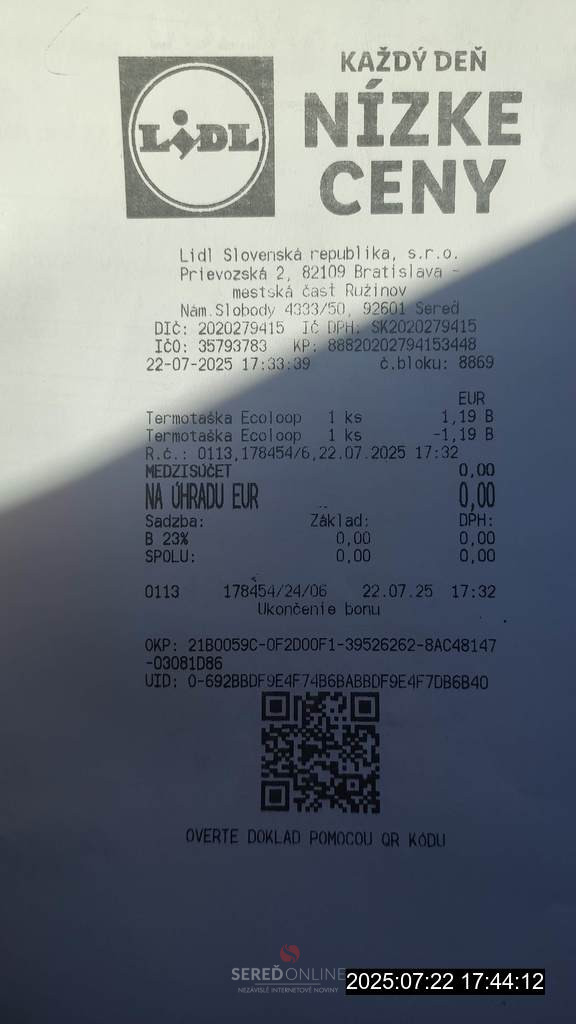 LIDL
KAŽDÝ DEŇ
NÍZKE
CENY
Lidl Slovenská republika, s.r.o.
Prievozská 2, 82109 Bratislava -
mestská časť Ružinov
Nám.Slobody 4333/50, 92601 Sereď
DIČ: 2020279415 IČ DPH: SK2020279415
IČO: 35793783 KP: 88820202794153448
22-07-2025 17:33:39 č.bloku: 8869
EUR
Termotaška Ecoloop 1 ks 1,19 B
Termotaška Ecoloop 1 ks -1,19 B
R.č.: 0113,178454/6,22.07.2025 17:32
MEDZISÚČET 0,00
NA ÚHRADU EUR 0,00
Sadzba: Základ: DPH:
B 23% 0,00 0,00
SPOLU: 0,00 0,00
0113 178454/24/06 22.07.25 17:32
Ukončenie bonu
OKP: 21B0059C-0F2D00F1-39526262-8AC48147
-03081D86
UID: O-692BBDF9E4F74B6BABBDF9E4F7DB6B40
OVERTE DOKLAD POMOCOU QR KÓDU
SEREĎ ONLINE
NEZÁVISLÉ INTERNETOVÉ NOVINY
2025:07:22 17:44:12